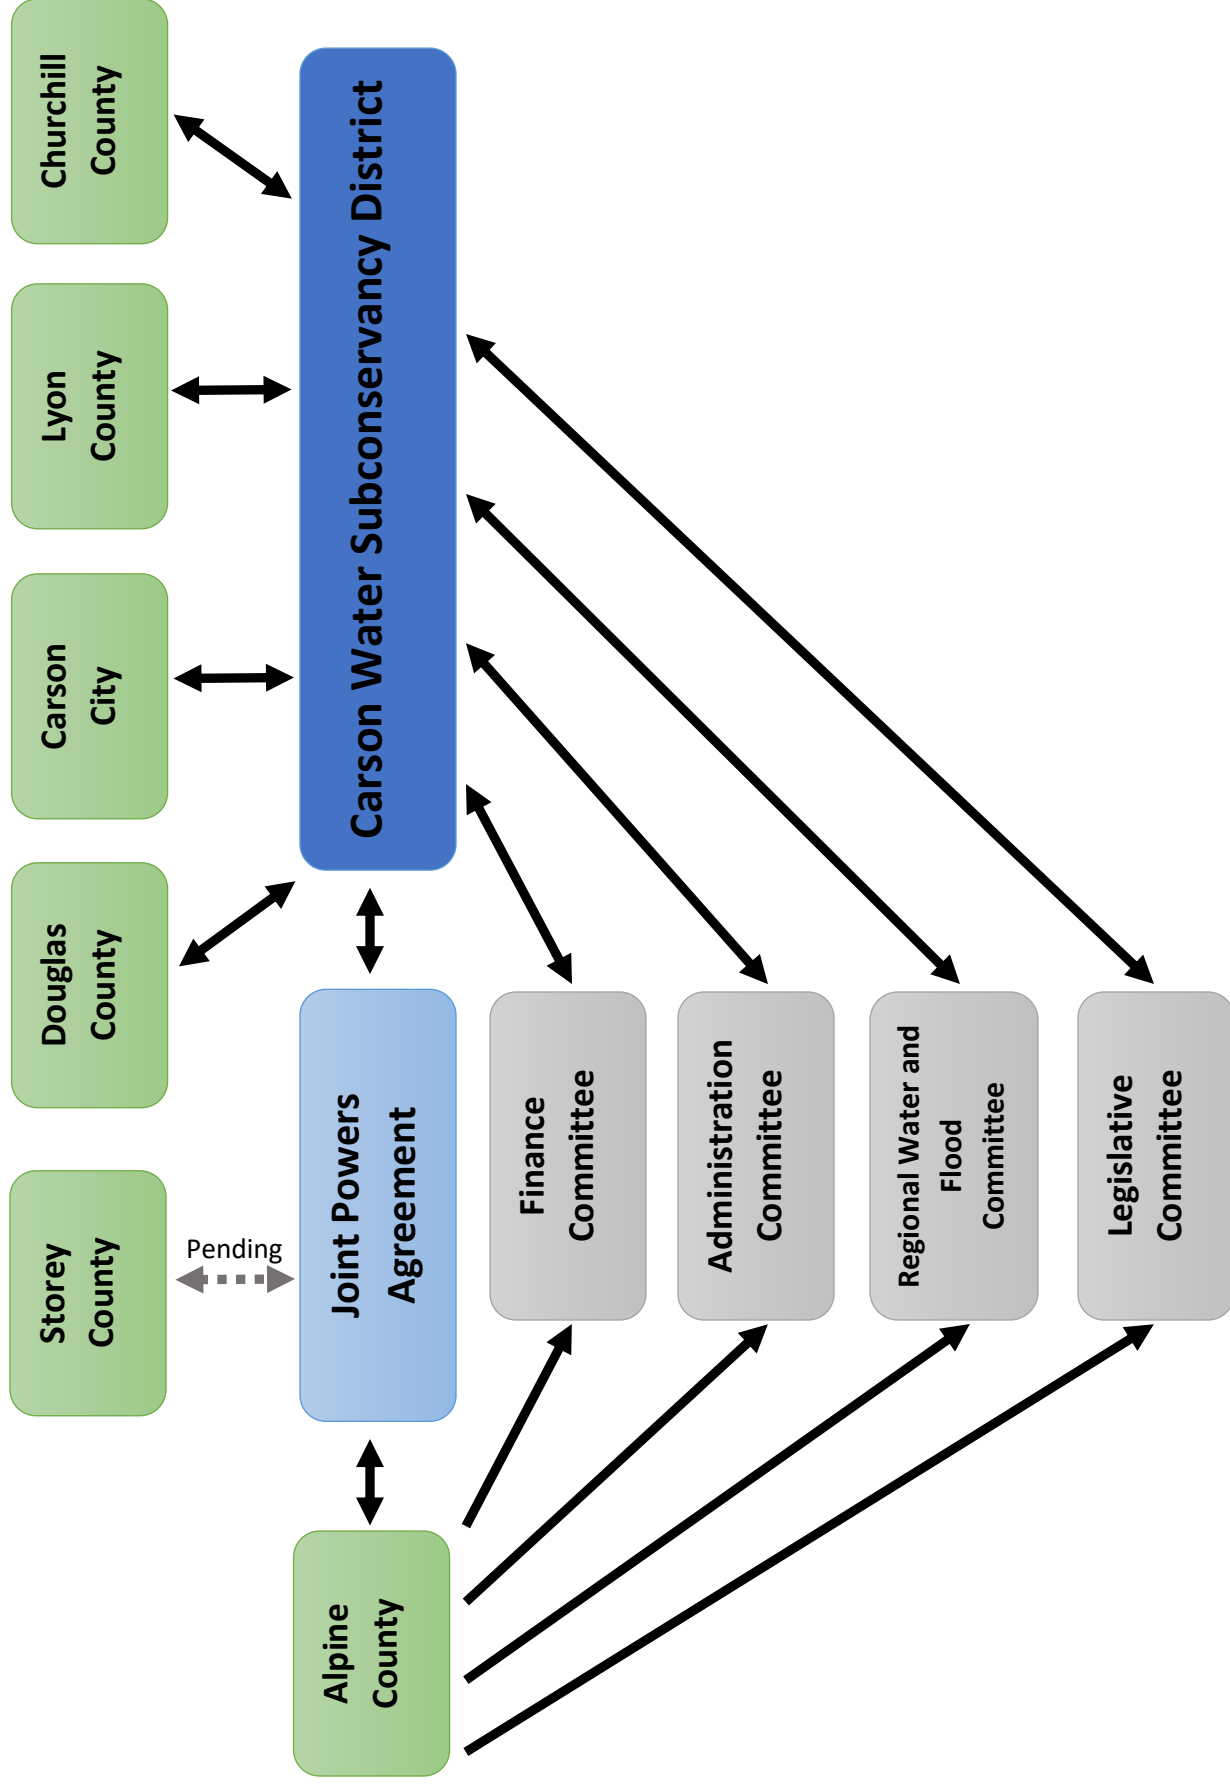 Storey
County
Douglas
County
Carson
City
Lyon
County
Churchill
County
Pending
Alpine
County
Joint Powers
Agreement
Carson Water Subconservancy District
Finance
Committee
Administration
Committee
Regional Water and
Flood
Committee
Legislative
Committee